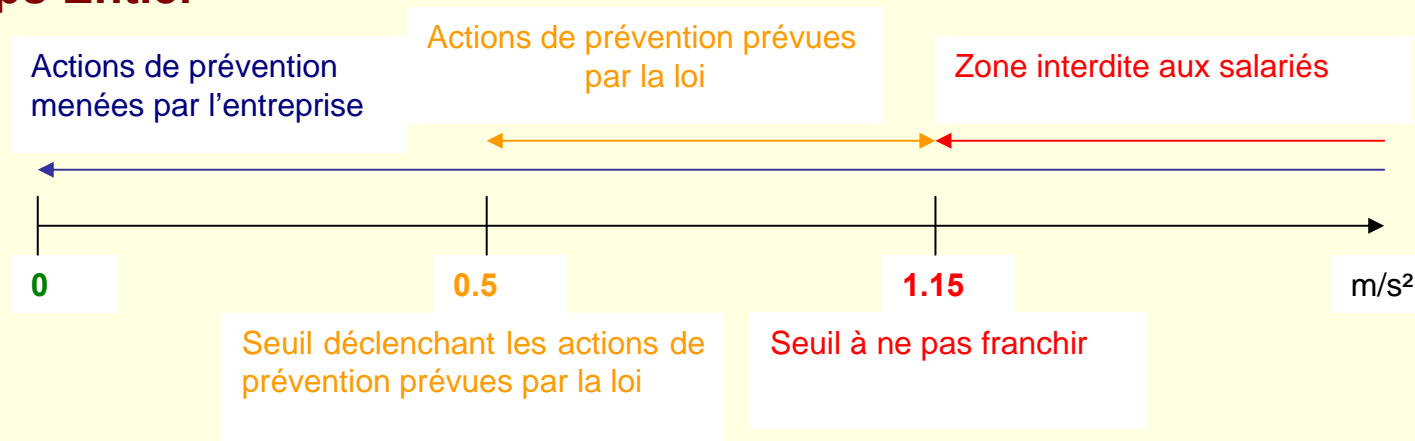 Entier
Actions de prévention prévues
par la loi
Actions de prévention
menées par l'entreprise
Zone interdite aux salariés
0
0.5
1.15
m/s²
Seuil déclenchant les actions de
prévention prévues par la loi
Seuil à ne pas franchir